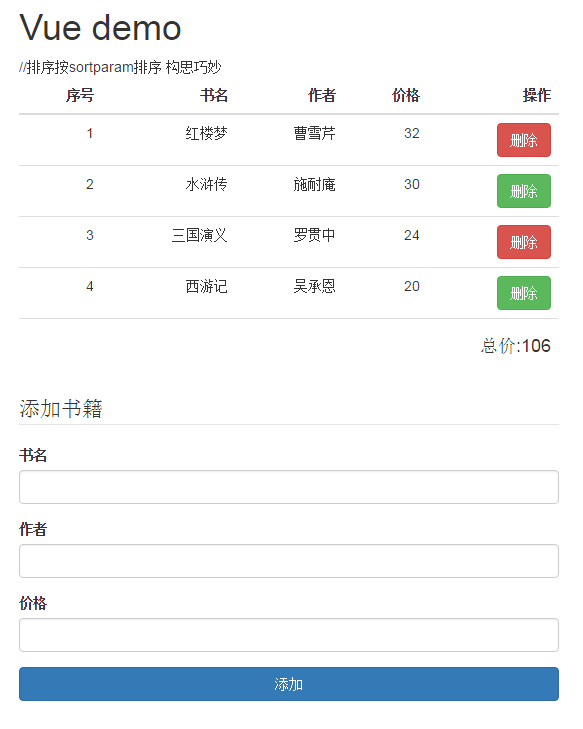 Vue demo
//排序按sortparam排序 构思巧妙
序号 书名 作者 价格 操作
1 红楼梦 曹雪芹 32 删除
2 水浒传 施耐庵 30 删除
3 三国演义 罗贯中 24 删除
4 西游记 吴承恩 20 删除
总价:106
添加书籍
书名
作者
价格
添加